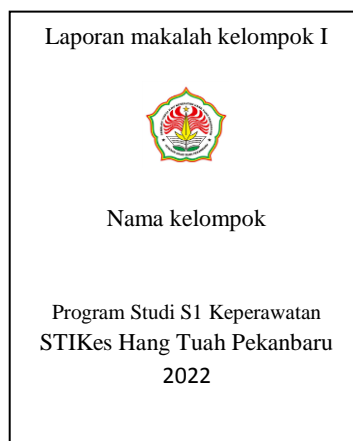 Laporan makalah kelompok I
Nama kelompok
Program Studi S1 Keperawatan
STIKes Hang Tuah Pekanbaru
2022